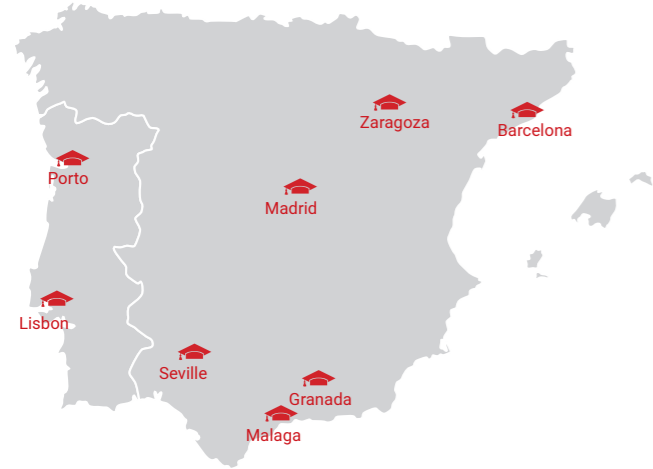 Zaragoza
Barcelona
Porto
Madrid
Lisbon
Seville
Granada
Malaga